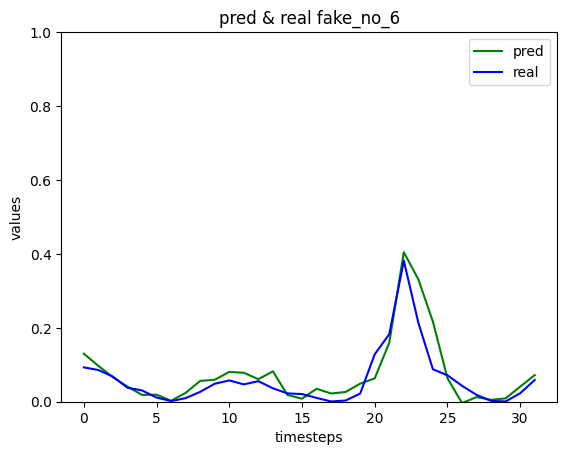 pred & real fake_no_6
1.0
0.8
0.6
0.4
0.2
0.0
values
0 5 10 15 20 25 30
timesteps
pred
real